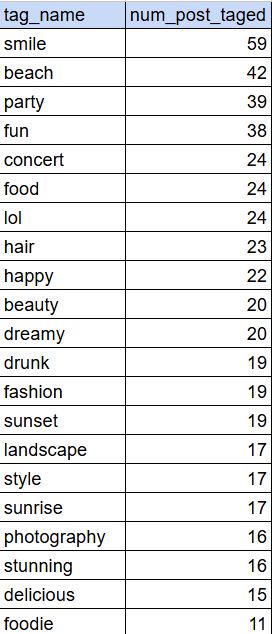 tag_name num_post_taged
smile 59
beach 42
party 39
fun 38
concert 24
food 24
lol 24
hair 23
happy 22
beauty 20
dreamy 20
drunk 19
fashion 19
sunset 19
landscape 17
style 17
sunrise 17
photography 16
stunning 16
delicious 15
foodie 11